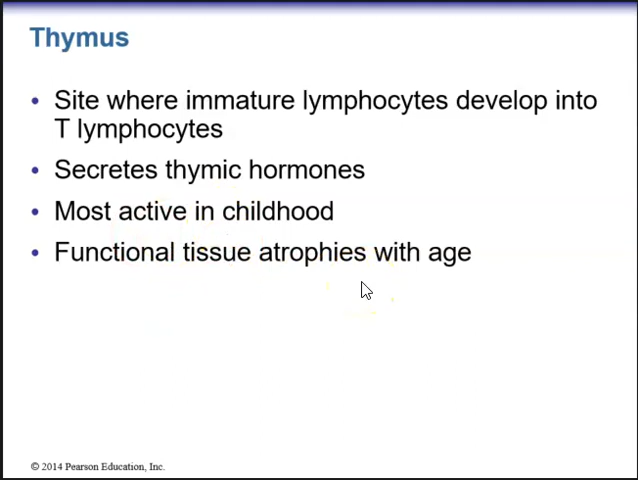 Thymus
• Site where immature lymphocytes develop into
T lymphocytes
• Secretes thymic hormones
• Most active in childhood
• Functional tissue atrophies with age
© 2014 Pearson Education, Inc.